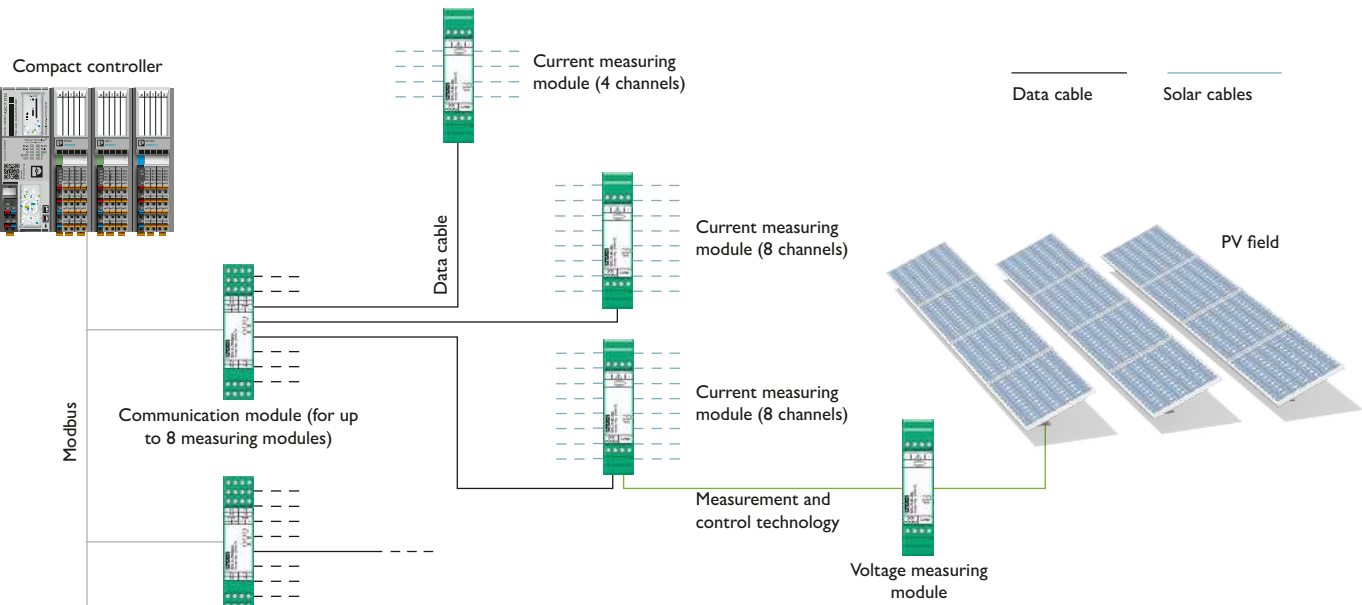 Compact controller
Current measuring
module (4 channels)
Data cable
Solar cables
Data cable
Current measuring
module (8 channels)
PV field
Communication module (for up
to 8 measuring modules)
Modbus
Current measuring
module (8 channels)
Measurement and
control technology
Voltage measuring
module